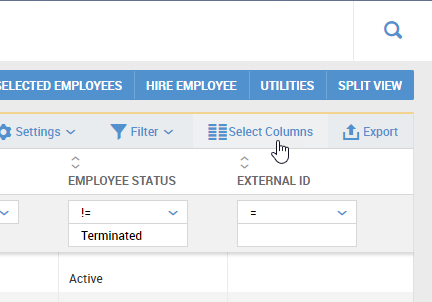 SELECTED EMPLOYEES HIRE EMPLOYEE UTILITIES SPLIT VIEW
Settings Filter Select Columns Export
EMPLOYEE STATUS EXTERNAL ID
!= =
Terminated
Active